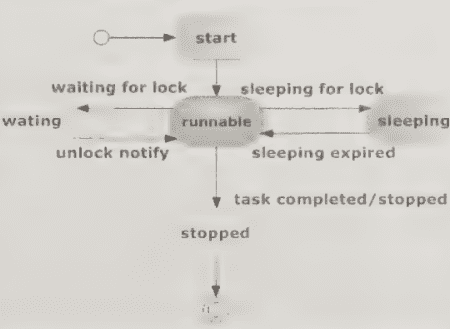 start
waiting for lock
sleeping for lock
wating
runnable
sleeping
unlock notify
sleeping expired
task completed/stopped
stopped